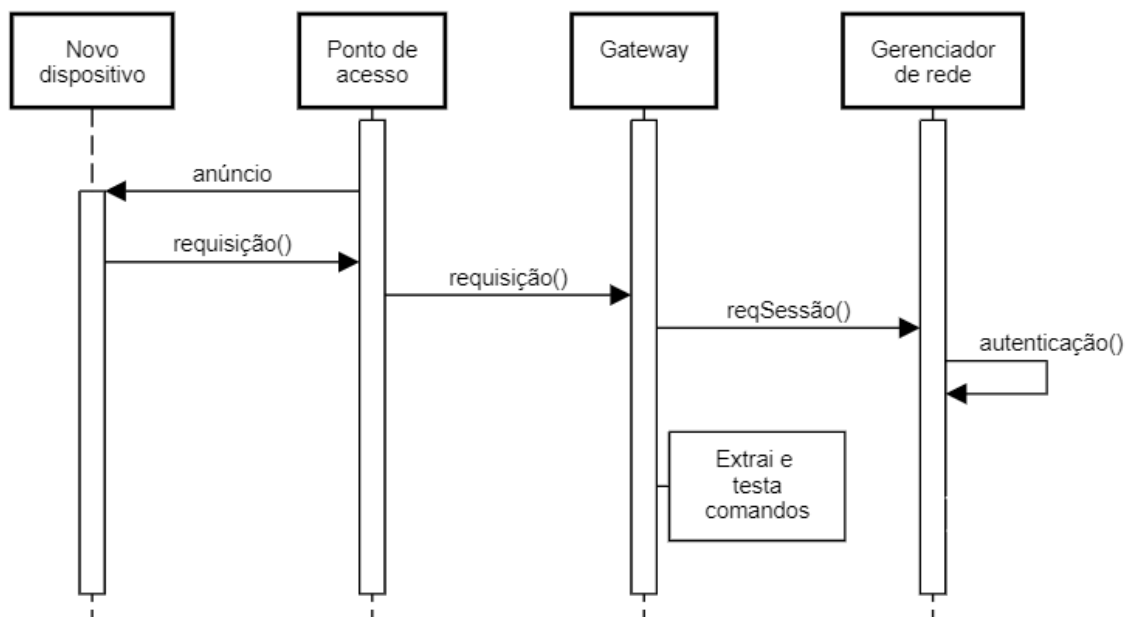 Novo
dispositivo
Ponto de
acesso
Gateway
Gerenciador
de rede
anúncio
requisição()
requisição()
reqSessão()
autenticação()
Extrai e
testa
comandos